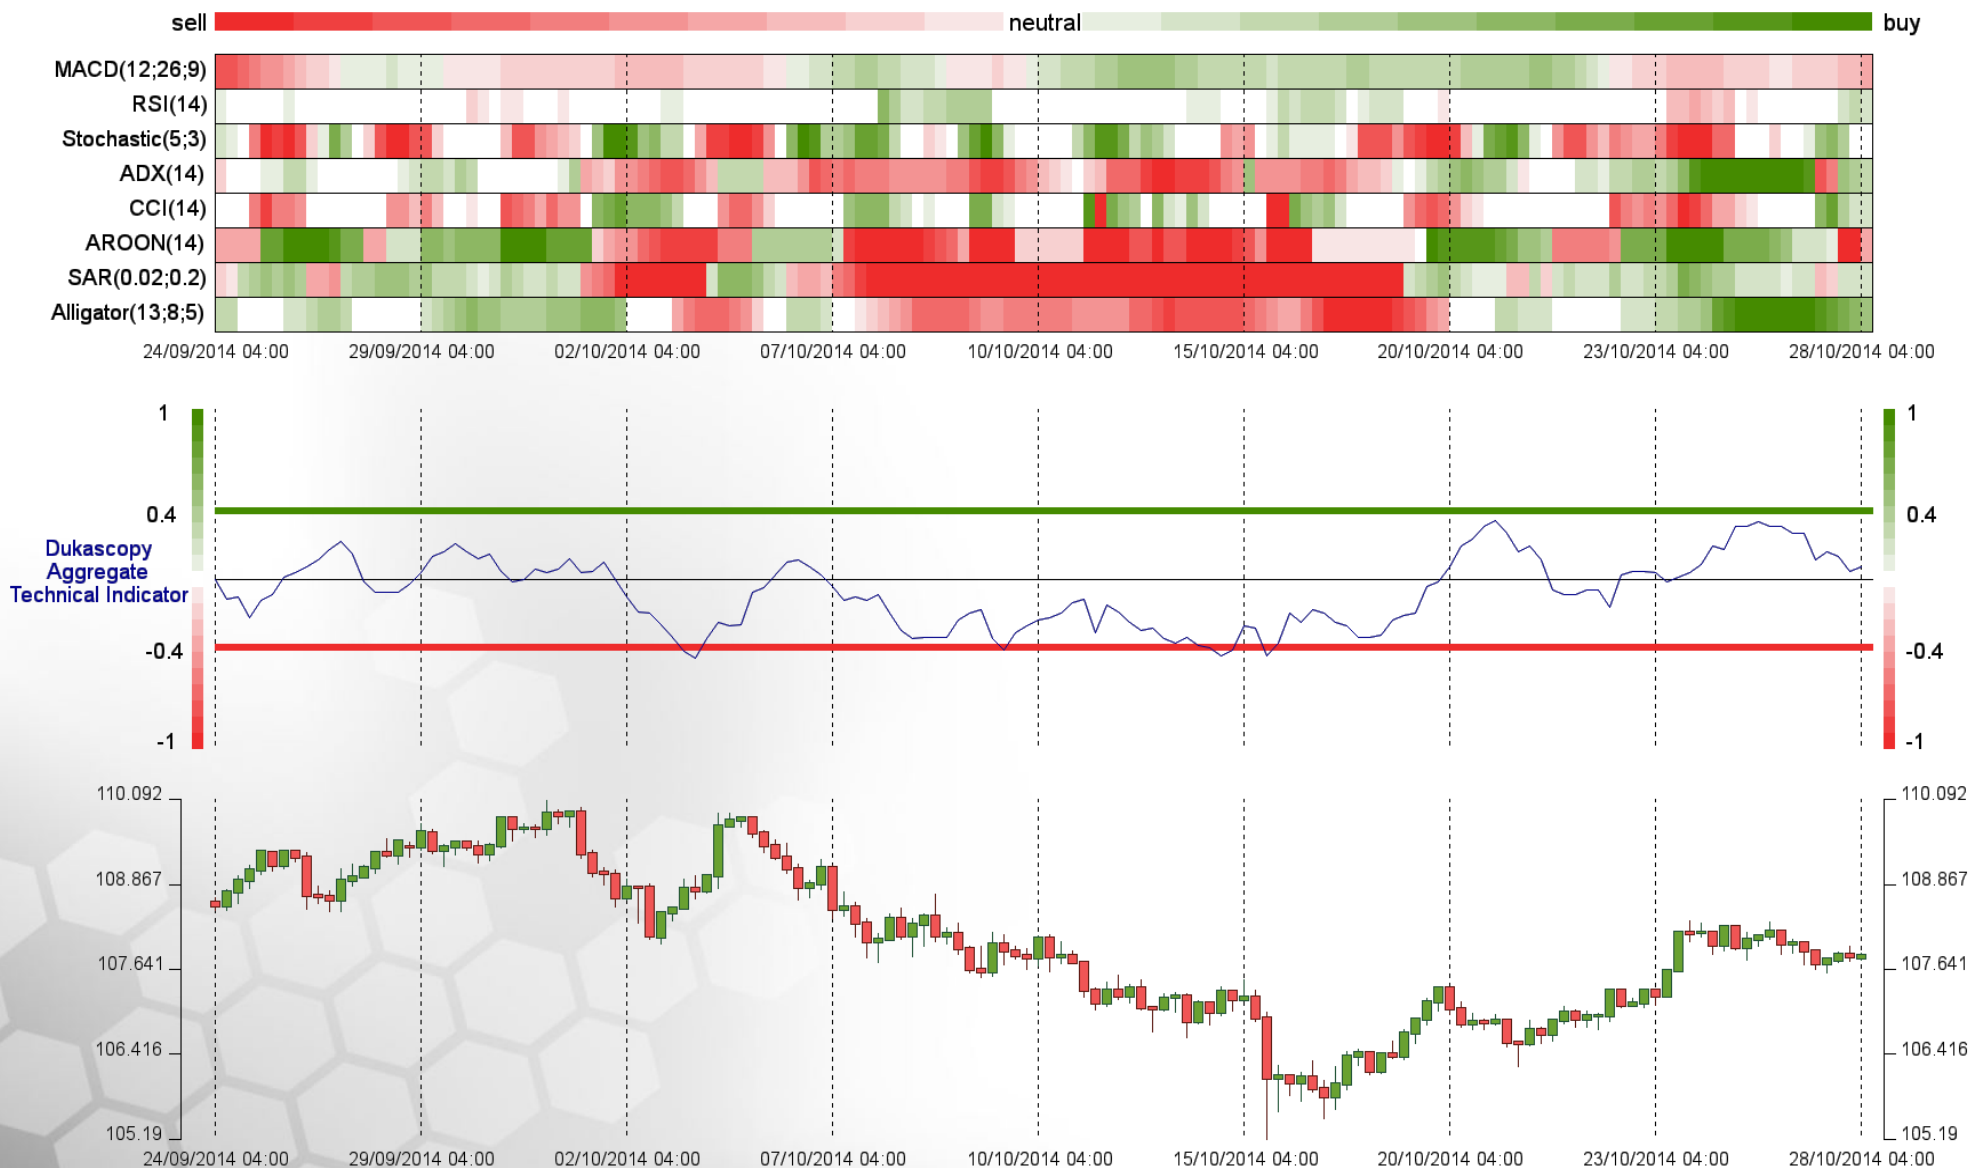 sell neutral buy
MACD(12;26;9)
RSI(14)
Stochastic(5;3)
ADX(14)
CCI(14)
AROON(14)
SAR(0.02;0.2)
Alligator(13;8;5)
24/09/2014 04:00 29/09/2014 04:00 02/10/2014 04:00 07/10/2014 04:00 10/10/2014 04:00 15/10/2014 04:00 20/10/2014 04:00 23/10/2014 04:00 28/10/2014 04:00
1 1
0.4 0.4
Dukascopy
Aggregate
Technical Indicator
-0.4 -0.4
-1 -1
110.092 110.092
108.867 108.867
107.641 107.641
106.416 106.416
105.19 105.19
24/09/2014 04:00 29/09/2014 04:00 02/10/2014 04:00 07/10/2014 04:00 10/10/2014 04:00 15/10/2014 04:00 20/10/2014 04:00 23/10/2014 04:00 28/10/2014 04:00